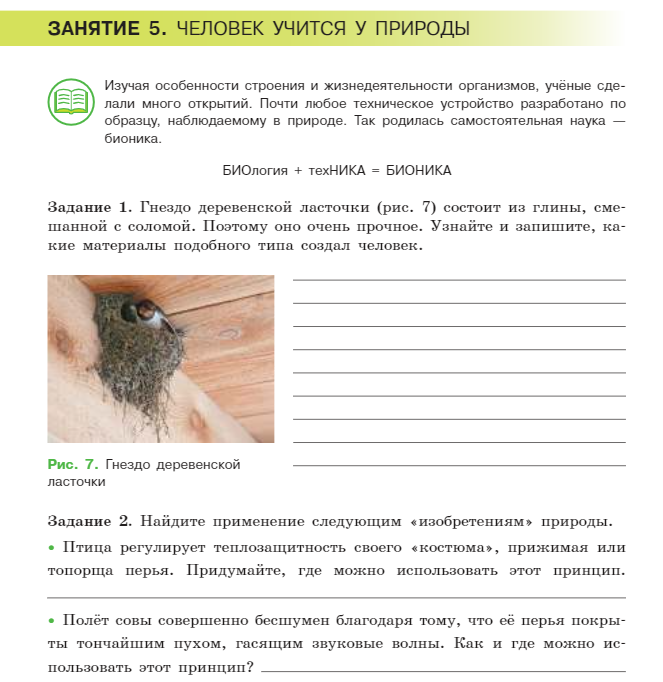 ЗАНЯТИЕ 5. ЧЕЛОВЕК УЧИТСЯ У ПРИРОДЫ
Изучая особенности строения и жизнедеятельности организмов, учёные сде-
лали много открытий. Почти любое техническое устройство разработано по
образцу, наблюдаемому в природе. Так родилась самостоятельная наука —
бионика.
БИОлогия + техНИКА = БИОНИКА
Задание 1. Гнездо деревенской ласточки (рис. 7) состоит из глины, сме-
шанной с соломой. Поэтому оно очень прочное. Узнайте и запишите, ка-
кие материалы подобного типа создал человек.
Рис. 7. Гнездо деревенской
ласточки
Задание 2. Найдите применение следующим «изобретениям» природы.
• Птица регулирует теплозащитность своего «костюма», прижимая или
топорща перья. Придумайте, где можно использовать этот принцип.
• Полёт совы совершенно бесшумен благодаря тому, что её перья покры-
ты тончайшим пухом, гасящим звуковые волны. Как и где можно ис-
пользовать этот принцип?